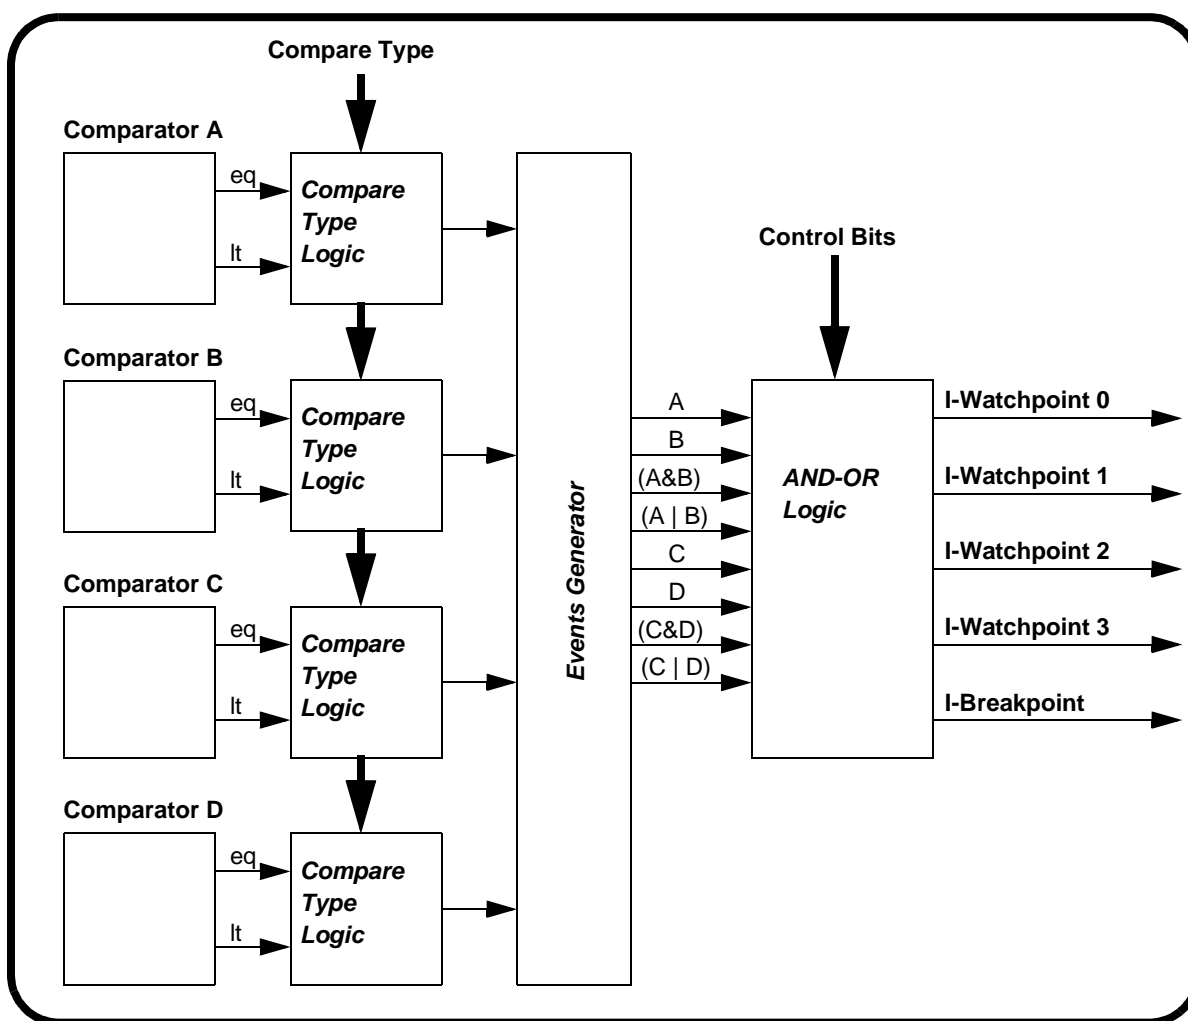 Compare Type
Comparator A
eq
lt
Compare
Type
Logic
Comparator B
eq
lt
Compare
Type
Logic
Comparator C
eq
lt
Compare
Type
Logic
Comparator D
eq
lt
Compare
Type
Logic
Events Generator
A
B
(A&B)
(A | B)
C
D
(C&D)
(C | D)
Control Bits
AND-OR
Logic
I-Watchpoint 0
I-Watchpoint 1
I-Watchpoint 2
I-Watchpoint 3
I-Breakpoint